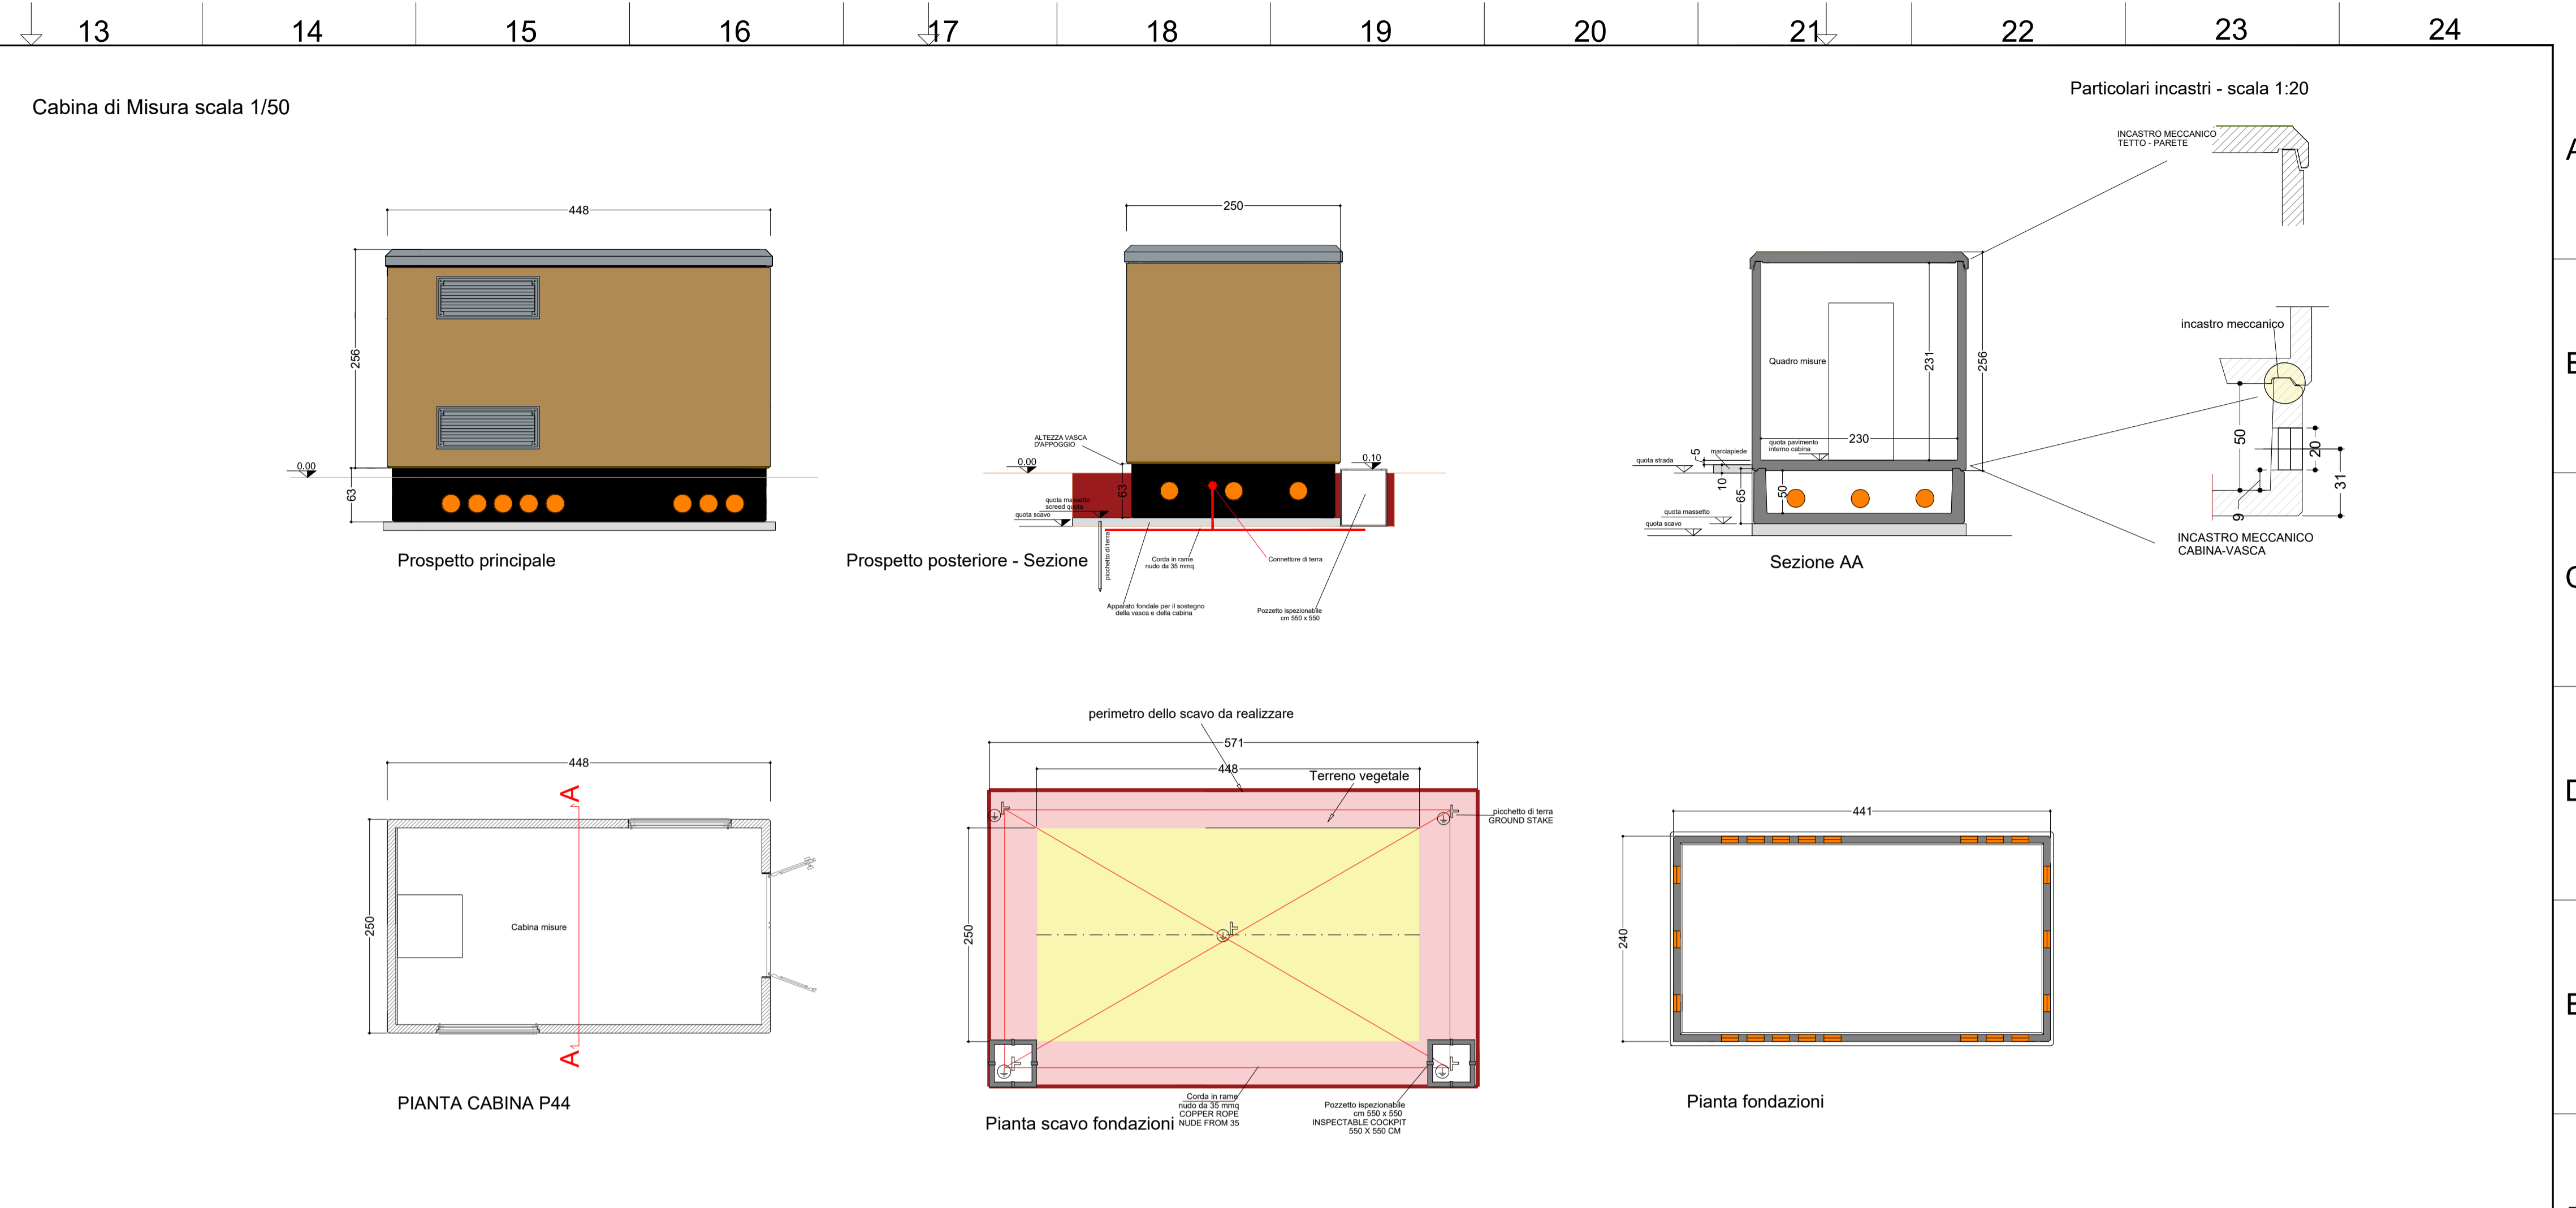 13 14 15 16 17 18 19 20 21 22 23 24
Cabina di Misura scala 1/50
Particolari incastri - scala 1:20
INCASTRO MECCANICO
TETTO - PARETE
448
256
0.00
63
Prospetto principale
250
ALTEZZA VASCA
D'APPOGGIO
0.00
0.10
63
quota massetto
screed quota
quota scavo
picchetto di terra
Corda in rame
nudo da 35 mmq
Connettore di terra
Prospetto posteriore - Sezione
Apparato fondale per il sostegno
della vasca e della cabina
Pozzetto ispezionabile
cm 550 x 550
Quadro misure
231
256
230
quota pavimento
interno cabina
5
marciapiede
quota strada
10
65
50
quota massetto
quota scavo
Sezione AA
incastro meccanico
50
20
31
9
INCASTRO MECCANICO
CABINA-VASCA
448
A
250
Cabina misure
A
PIANTA CABINA P44
perimetro dello scavo da realizzare
571
448
Terreno vegetale
picchetto di terra
GROUND STAKE
250
Corda in rame
nudo da 35 mmq
COPPER ROPE
NUDE FROM 35
Pozzetto ispezionabile
cm 550 x 550
INSPECTABLE COCKPIT
550 X 550 CM
Pianta scavo fondazioni
441
240
Pianta fondazioni
A
B
C
D
E